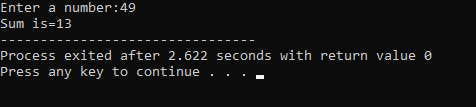 Enter a number:49
Sum is=13
--------------------------------
Process exited after 2.622 seconds with return value 0
Press any key to continue . . .